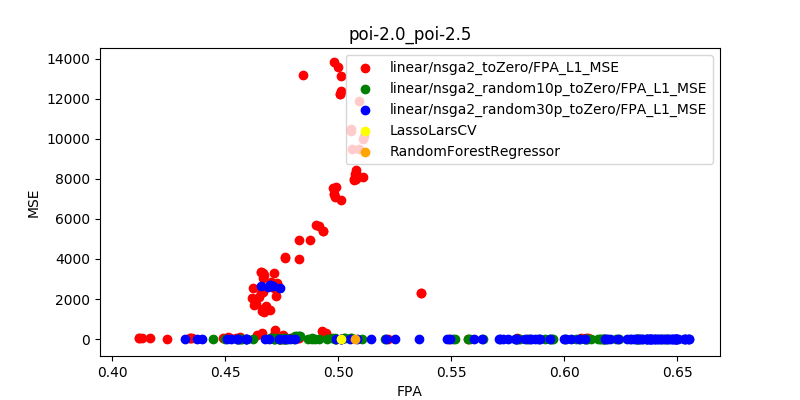 poi-2.0_poi-2.5
14000
12000
10000
8000
6000
4000
2000
0
MSE
linear/nsga2_toZero/FPA_L1_MSE
linear/nsga2_random10p_toZero/FPA_L1_MSE
linear/nsga2_random30p_toZero/FPA_L1_MSE
LassoLarsCV
RandomForestRegressor
0.40 0.45 0.50 0.55 0.60 0.65
FPA